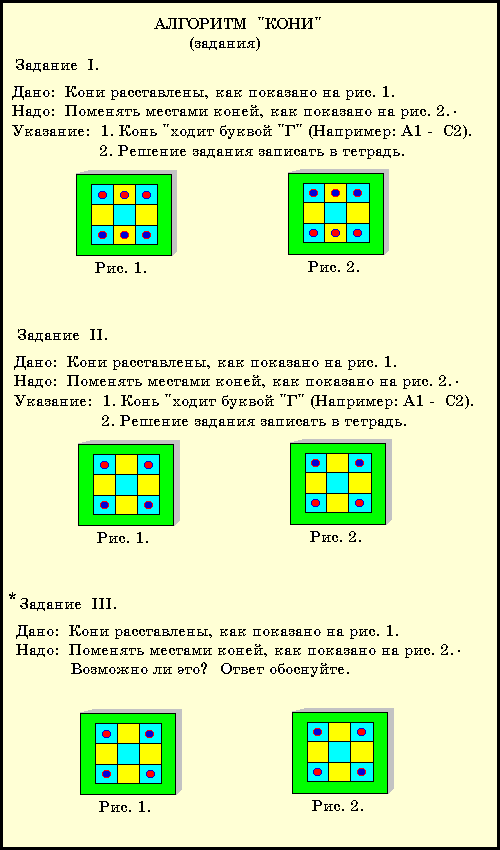 АЛГОРИТМ "КОНИ"
(задания)
Задание I.
Дано: Кони расставлены, как показано на рис. 1.
Надо: Поменять местами коней, как показано на рис. 2.·
Указание: 1. Конь "ходит буквой "Г" (Например: А1 - С2).
2. Решение задания записать в тетрадь.
Рис. 1.
Рис. 2.
Задание II.
Дано: Кони расставлены, как показано на рис. 1.
Надо: Поменять местами коней, как показано на рис. 2.·
Указание: 1. Конь "ходит буквой "Г" (Например: А1 - С2).
2. Решение задания записать в тетрадь.
Рис. 1.
Рис. 2.
*Задание III.
Дано: Кони расставлены, как показано на рис. 1.
Надо: Поменять местами коней, как показано на рис. 2.·
Возможно ли это? Ответ обоснуйте.
Рис. 1.
Рис. 2.